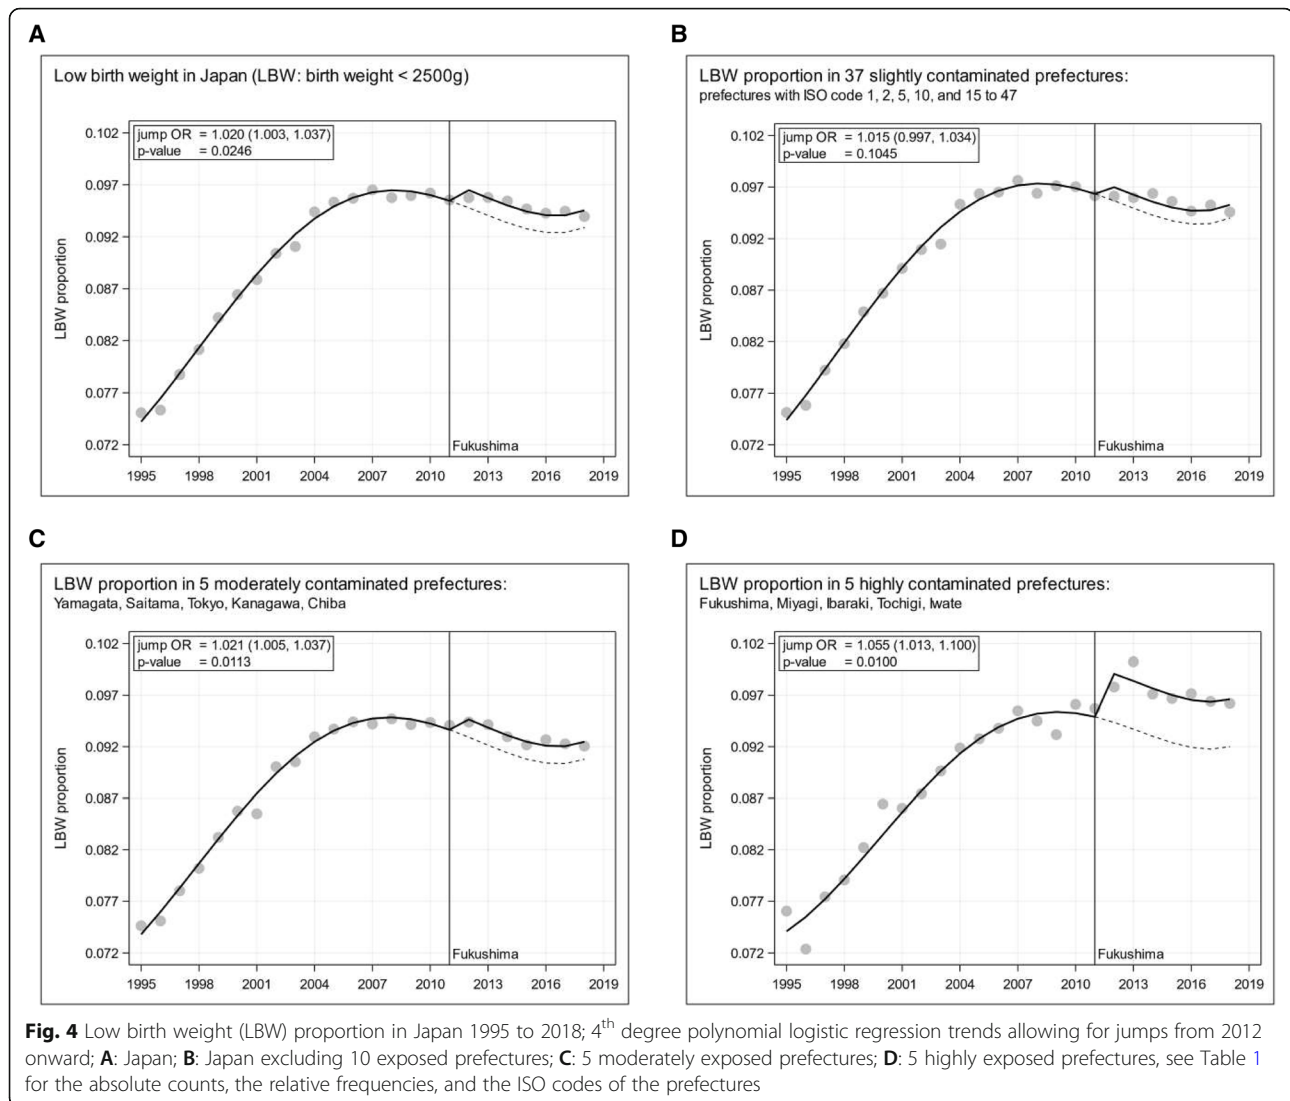 A
Low birth weight in Japan (LBW: birth weight < 2500g)
jump OR = 1.020 (1.003, 1.037)
p-value = 0.0246
LBW proportion
0.102
0.097
0.092
0.087
0.082
0.077
0.072
Fukushima
1995 1998 2001 2004 2007 2010 2013 2016 2019
B
LBW proportion in 37 slightly contaminated prefectures:
prefectures with ISO code 1, 2, 5, 10, and 15 to 47
jump OR = 1.015 (0.997, 1.034)
p-value = 0.1045
LBW proportion
0.102
0.097
0.092
0.087
0.082
0.077
0.072
Fukushima
1995 1998 2001 2004 2007 2010 2013 2016 2019
C
LBW proportion in 5 moderately contaminated prefectures:
Yamagata, Saitama, Tokyo, Kanagawa, Chiba
jump OR = 1.021 (1.005, 1.037)
p-value = 0.0113
LBW proportion
0.102
0.097
0.092
0.087
0.082
0.077
0.072
Fukushima
1995 1998 2001 2004 2007 2010 2013 2016 2019
D
LBW proportion in 5 highly contaminated prefectures:
Fukushima, Miyagi, Ibaraki, Tochigi, Iwate
jump OR = 1.055 (1.013, 1.100)
p-value = 0.0100
LBW proportion
0.102
0.097
0.092
0.087
0.082
0.077
0.072
Fukushima
1995 1998 2001 2004 2007 2010 2013 2016 2019
Fig. 4 Low birth weight (LBW) proportion in Japan 1995 to 2018; 4th degree polynomial logistic regression trends allowing for jumps from 2012
onward; A: Japan; B: Japan excluding 10 exposed prefectures; C: 5 moderately exposed prefectures; D: 5 highly exposed prefectures, see Table 1
for the absolute counts, the relative frequencies, and the ISO codes of the prefectures